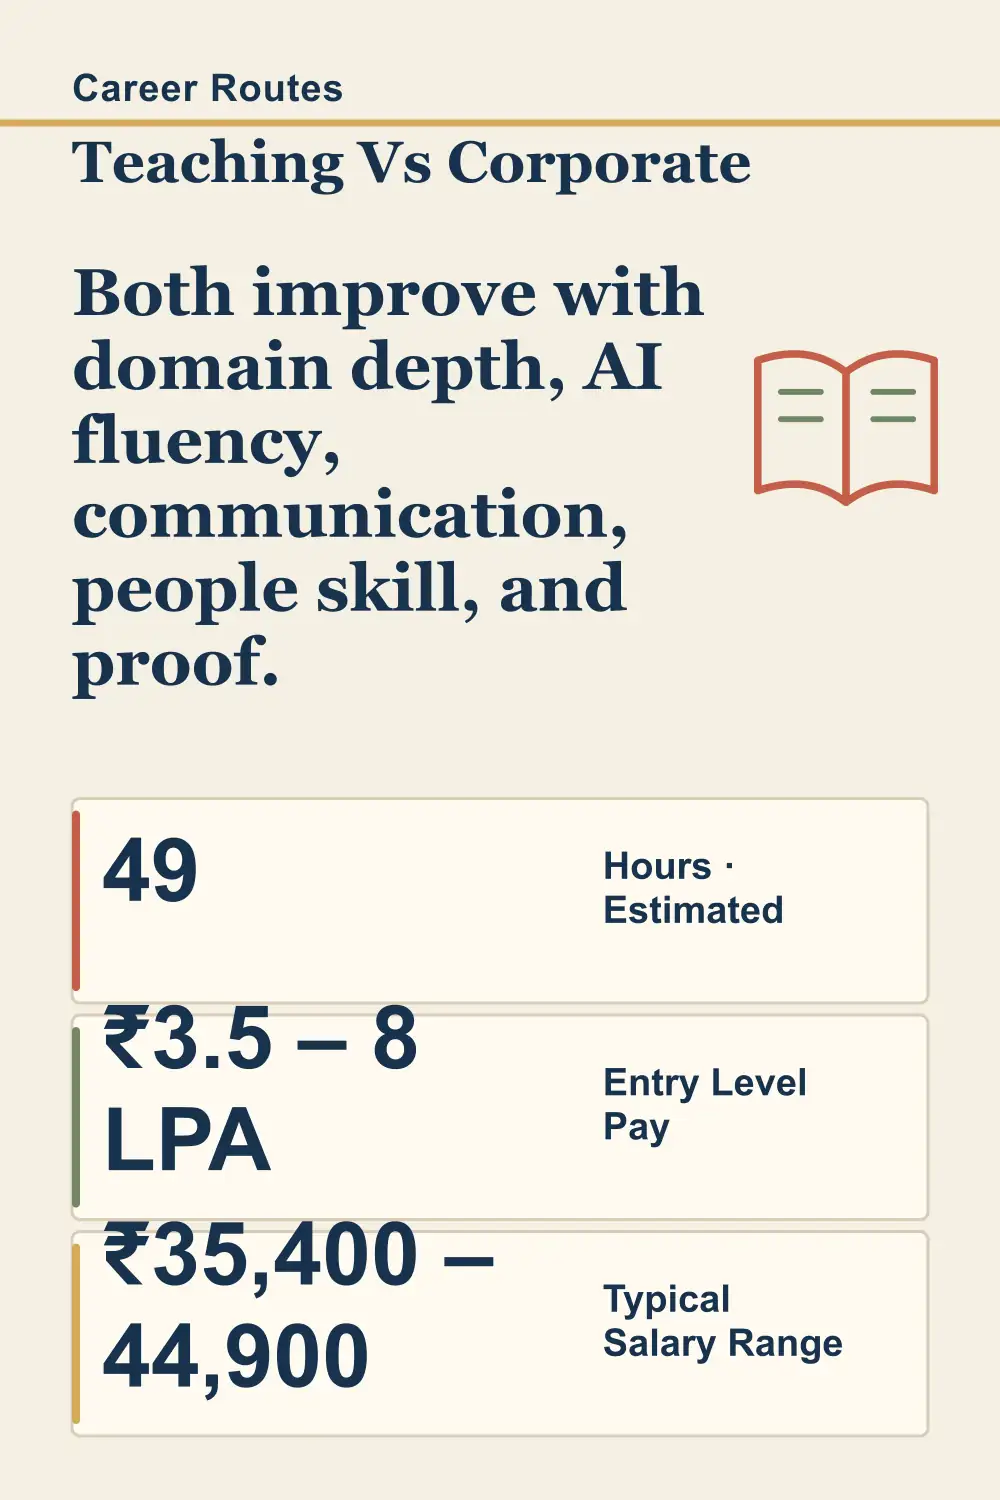 Career Routes
Teaching Vs Corporate
Both improve with
domain depth, AI
fluency,
communication,
people skill, and
proof.
49
Hours ·
Estimated
₹3.5 – 8
LPA
Entry Level
Pay
₹35,400 –
44,900
Typical
Salary Range